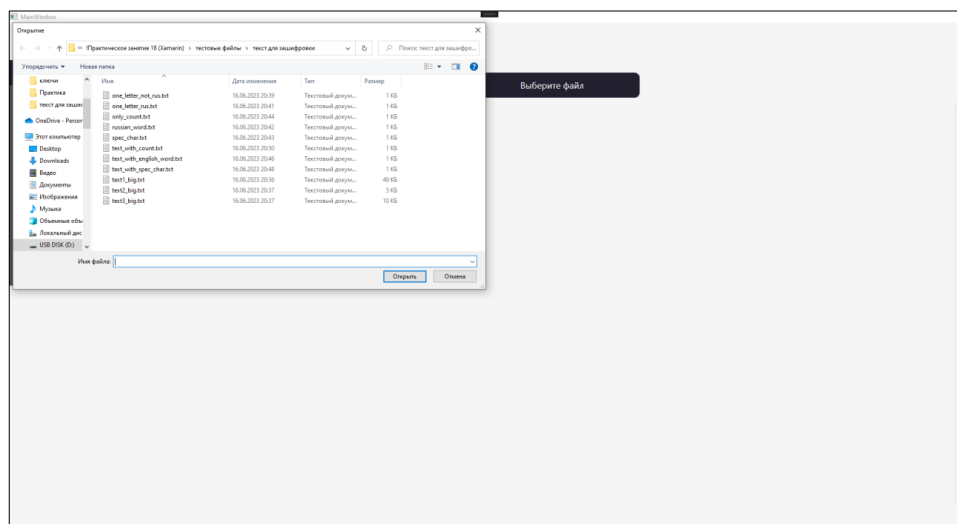 MainWindow
Открытие
« !Практическое занятие 18 (Xamarin) › тестовые файлы › текст для зашифровки
Поиск: текст для зашифро...
Упорядочить
Новая папка
Выберите файл
ключи
Практика
текст для зашиф
OneDrive - Person
Этот компьютер
Desktop
Downloads
Видео
Документы
Изображения
Музыка
Объемные объ
Локальный дис
USB DISK (D:)
Имя Дата изменения Тип Размер
one_letter_not_rus.txt 16.06.2023 20:39 Текстовый докум... 1 КБ
one_letter_rus.txt 16.06.2023 20:41 Текстовый докум... 1 КБ
only_count.txt 16.06.2023 20:44 Текстовый докум... 1 КБ
russian_word.txt 16.06.2023 20:42 Текстовый докум... 1 КБ
spec_char.txt 16.06.2023 20:43 Текстовый докум... 1 КБ
text_with_count.txt 16.06.2023 20:50 Текстовый докум... 1 КБ
text_with_english_word.txt 16.06.2023 20:46 Текстовый докум... 1 КБ
text_with_spec_char.txt 16.06.2023 20:48 Текстовый докум... 1 КБ
text1_big.txt 16.06.2023 20:36 Текстовый докум... 49 КБ
text2_big.txt 16.06.2023 20:37 Текстовый докум... 5 КБ
text3_big.txt 16.06.2023 20:37 Текстовый докум... 10 КБ
Имя файла:
Открыть
Отмена